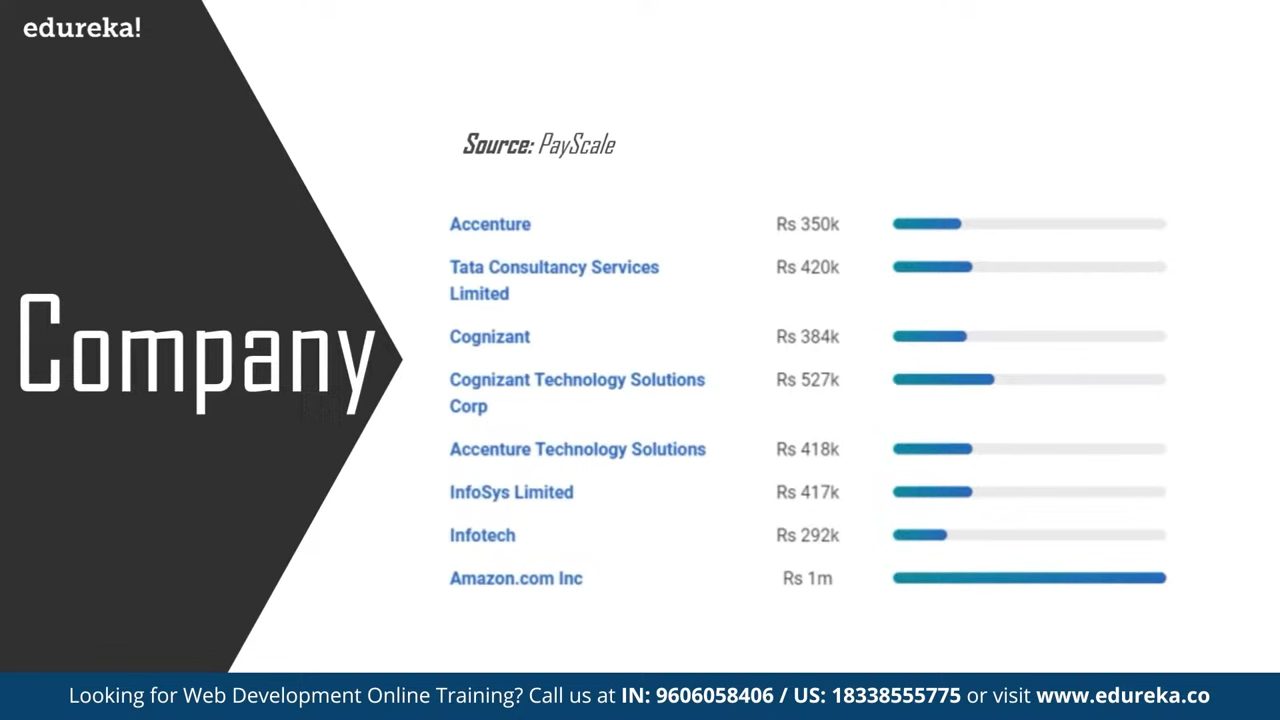 edureka!
Source: PayScale
Company
Accenture Rs 350k
Tata Consultancy Services Rs 420k
Limited
Cognizant Rs 384k
Cognizant Technology Solutions Rs 527k
Corp
Accenture Technology Solutions Rs 418k
InfoSys Limited Rs 417k
Infotech Rs 292k
Amazon.com Inc Rs 1m
Looking for Web Development Online Training? Call us at IN: 9606058406 / US: 18338555775 or visit www.edureka.co